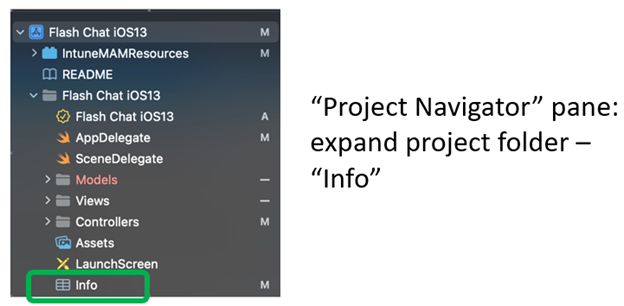 Flash Chat iOS13 M
IntuneMAMResources M
README
Flash Chat iOS13
Flash Chat iOS13 A
AppDelegate M
SceneDelegate
Models –
Views –
Controllers M
Assets
LaunchScreen
Info M
“Project Navigator” pane:
expand project folder –
“Info”